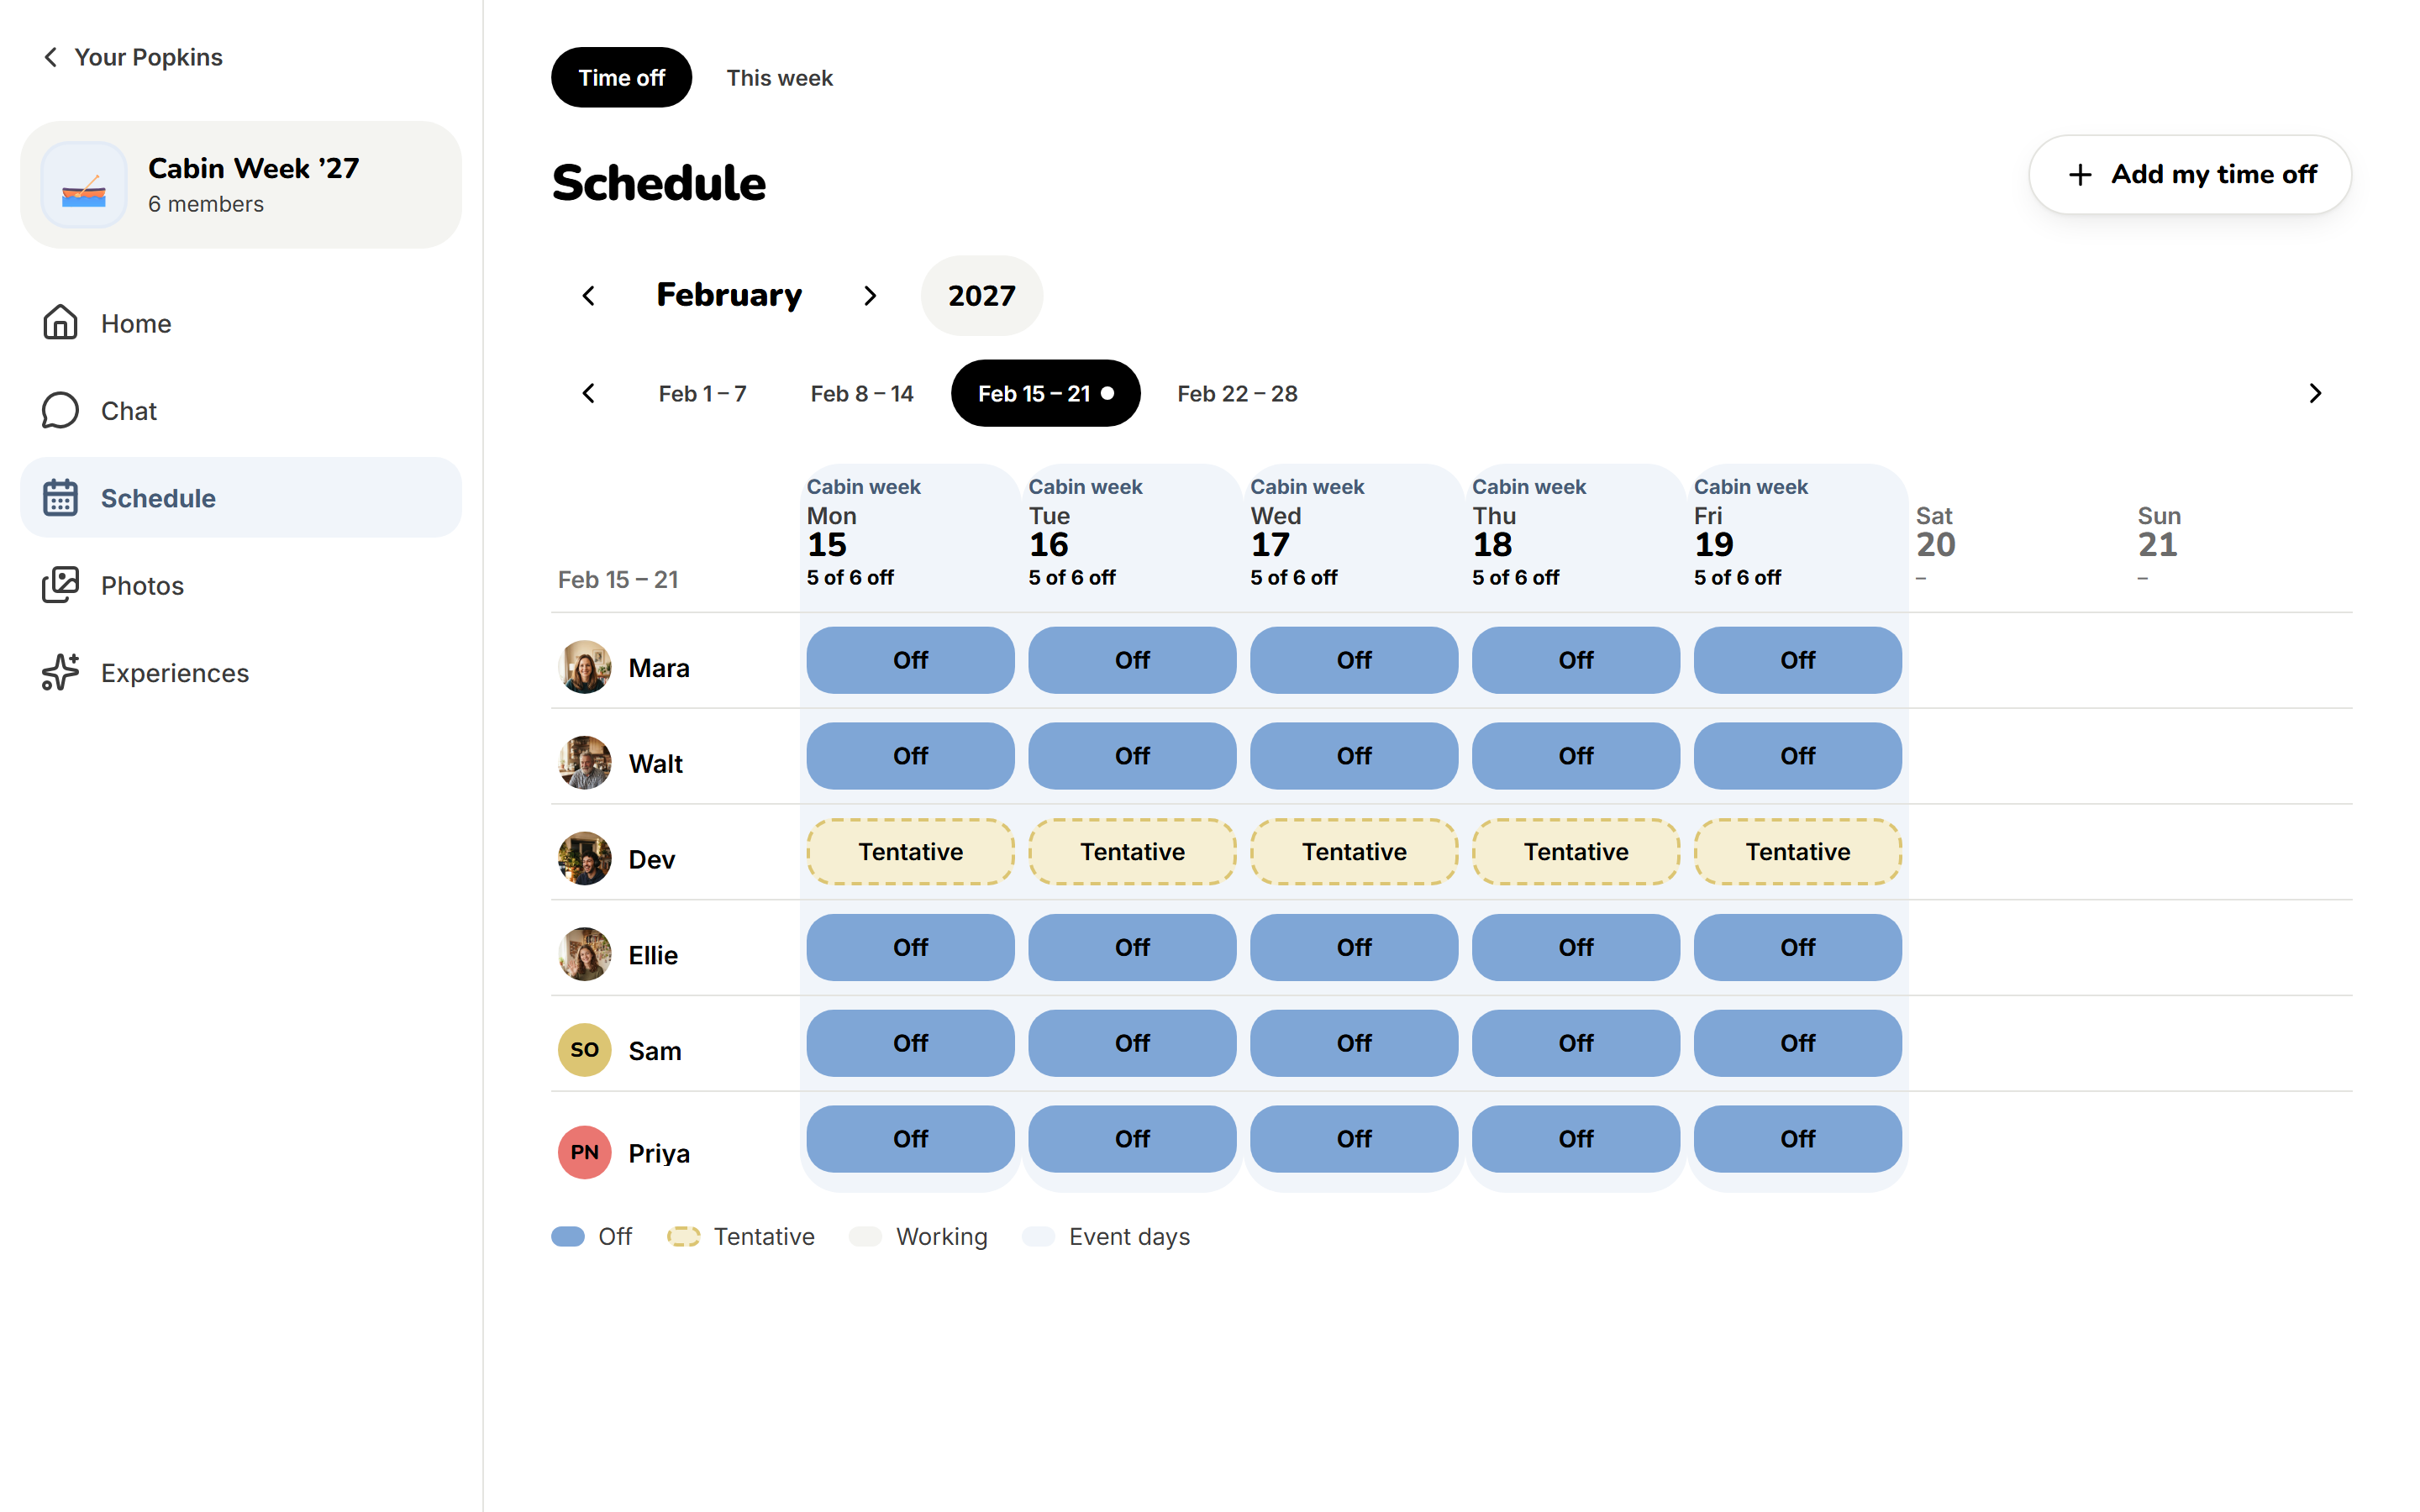 Your Popkins
Cabin Week ’27
6 members
Home
Chat
Schedule
Photos
Experiences
Time off
This week
Schedule
Add my time off
February
2027
Feb 1 – 7
Feb 8 – 14
Feb 15 – 21
Feb 22 – 28
Feb 15 – 21
Cabin week
Mon
15
5 of 6 off
Cabin week
Tue
16
5 of 6 off
Cabin week
Wed
17
5 of 6 off
Cabin week
Thu
18
5 of 6 off
Cabin week
Fri
19
5 of 6 off
Sat
20
–
Sun
21
–
Mara Off Off Off Off Off
Walt Off Off Off Off Off
Dev Tentative Tentative Tentative Tentative Tentative
Ellie Off Off Off Off Off
SO Sam Off Off Off Off Off
PN Priya Off Off Off Off Off
Off Tentative Working Event days